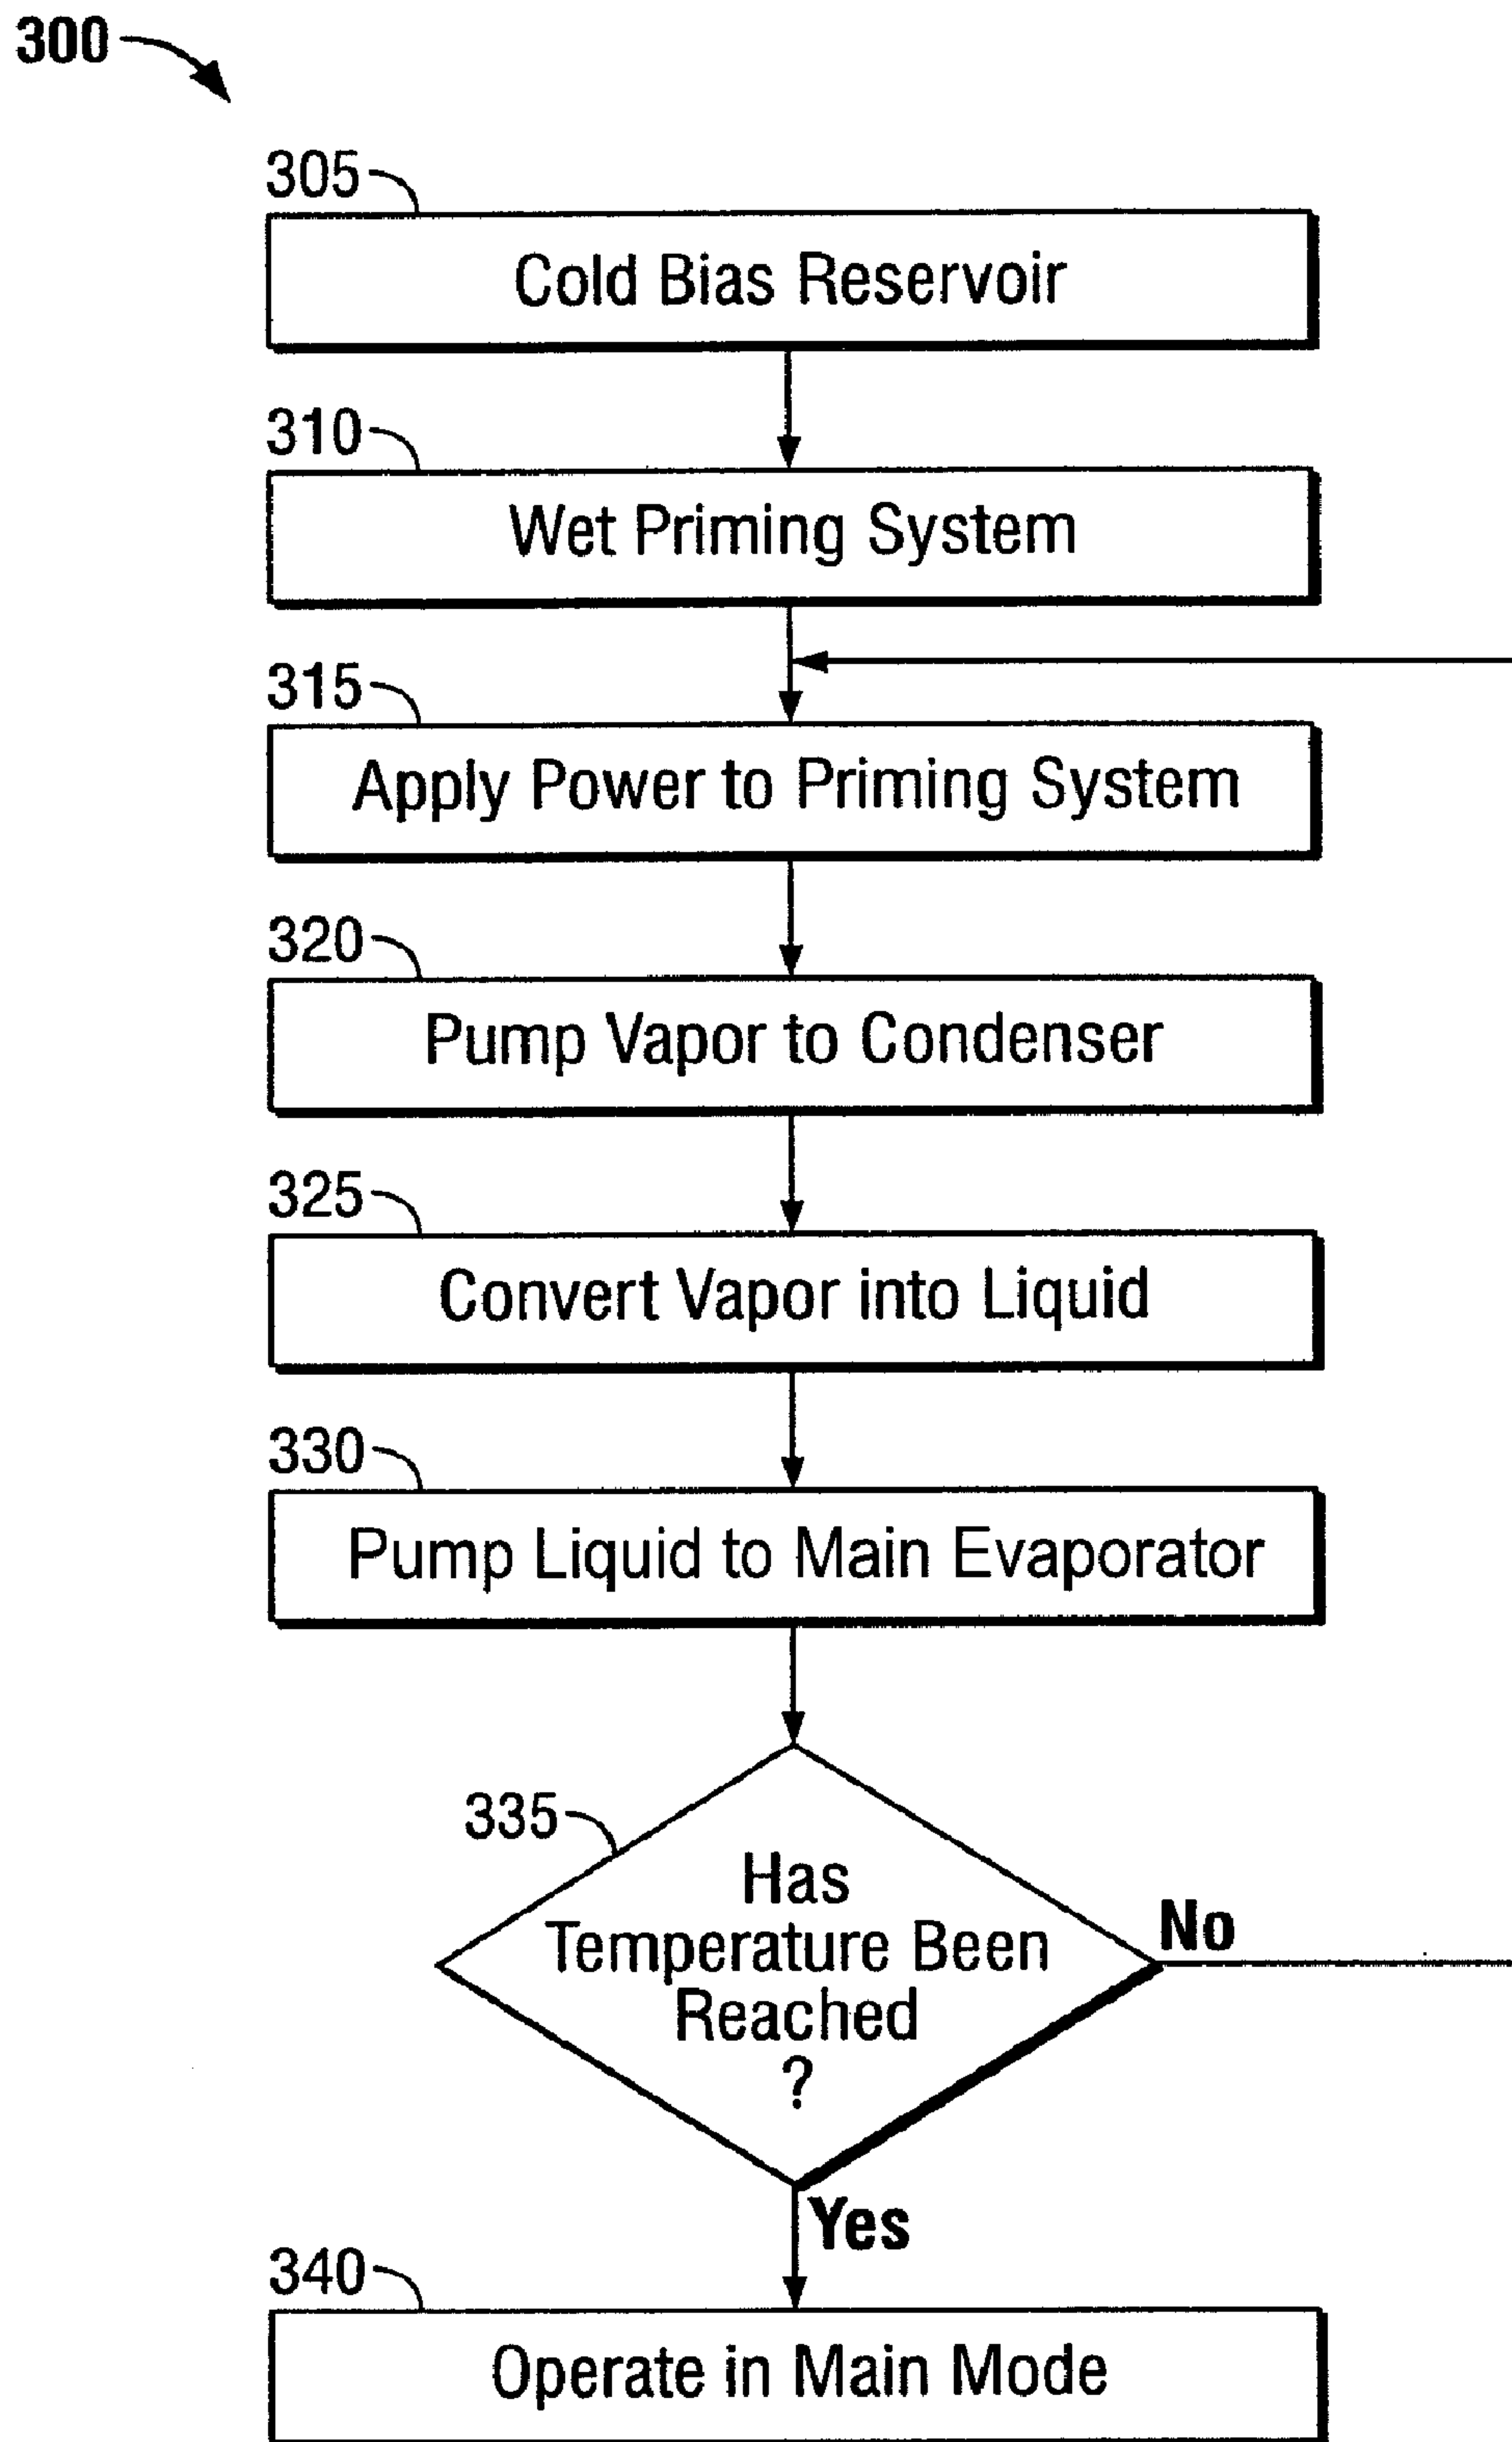 300
305
Cold Bias Reservoir
310
Wet Priming System
315
Apply Power to Priming System
320
Pump Vapor to Condenser
325
Convert Vapor into Liquid
330
Pump Liquid to Main Evaporator
335
Has
Temperature Been
Reached
?
No
Yes
340
Operate in Main Mode